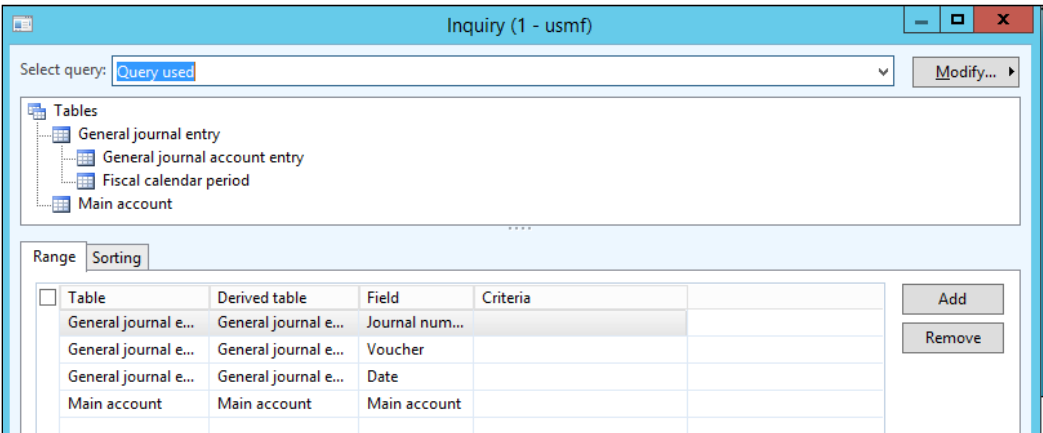 Inquiry (1 - usmf)
Select query: Query used Modify...
Tables
General journal entry
General journal account entry
Fiscal calendar period
Main account
Range Sorting
Table Derived table Field Criteria Add
General journal e... General journal e... Journal num...
General journal e... General journal e... Voucher Remove
General journal e... General journal e... Date
Main account Main account Main account